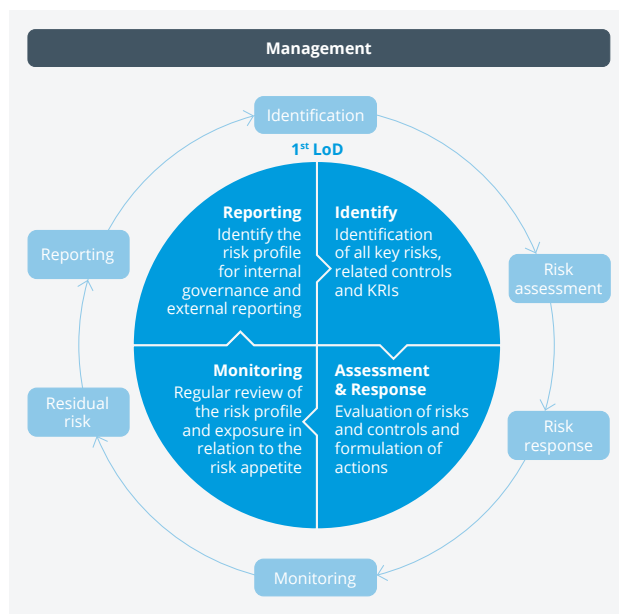 Management
Identification
1st LoD
Reporting
Identify the
risk profile
for internal
governance and
external reporting
Identify
Identification
of all key risks,
related controls
and KRIs
Reporting
Risk
assessment
Monitoring
Regular review of
the risk profile
and exposure in
relation to the
risk appetite
Assessment
& Response
Evaluation of risks
and controls and
formulation of
actions
Residual
risk
Risk
response
Monitoring